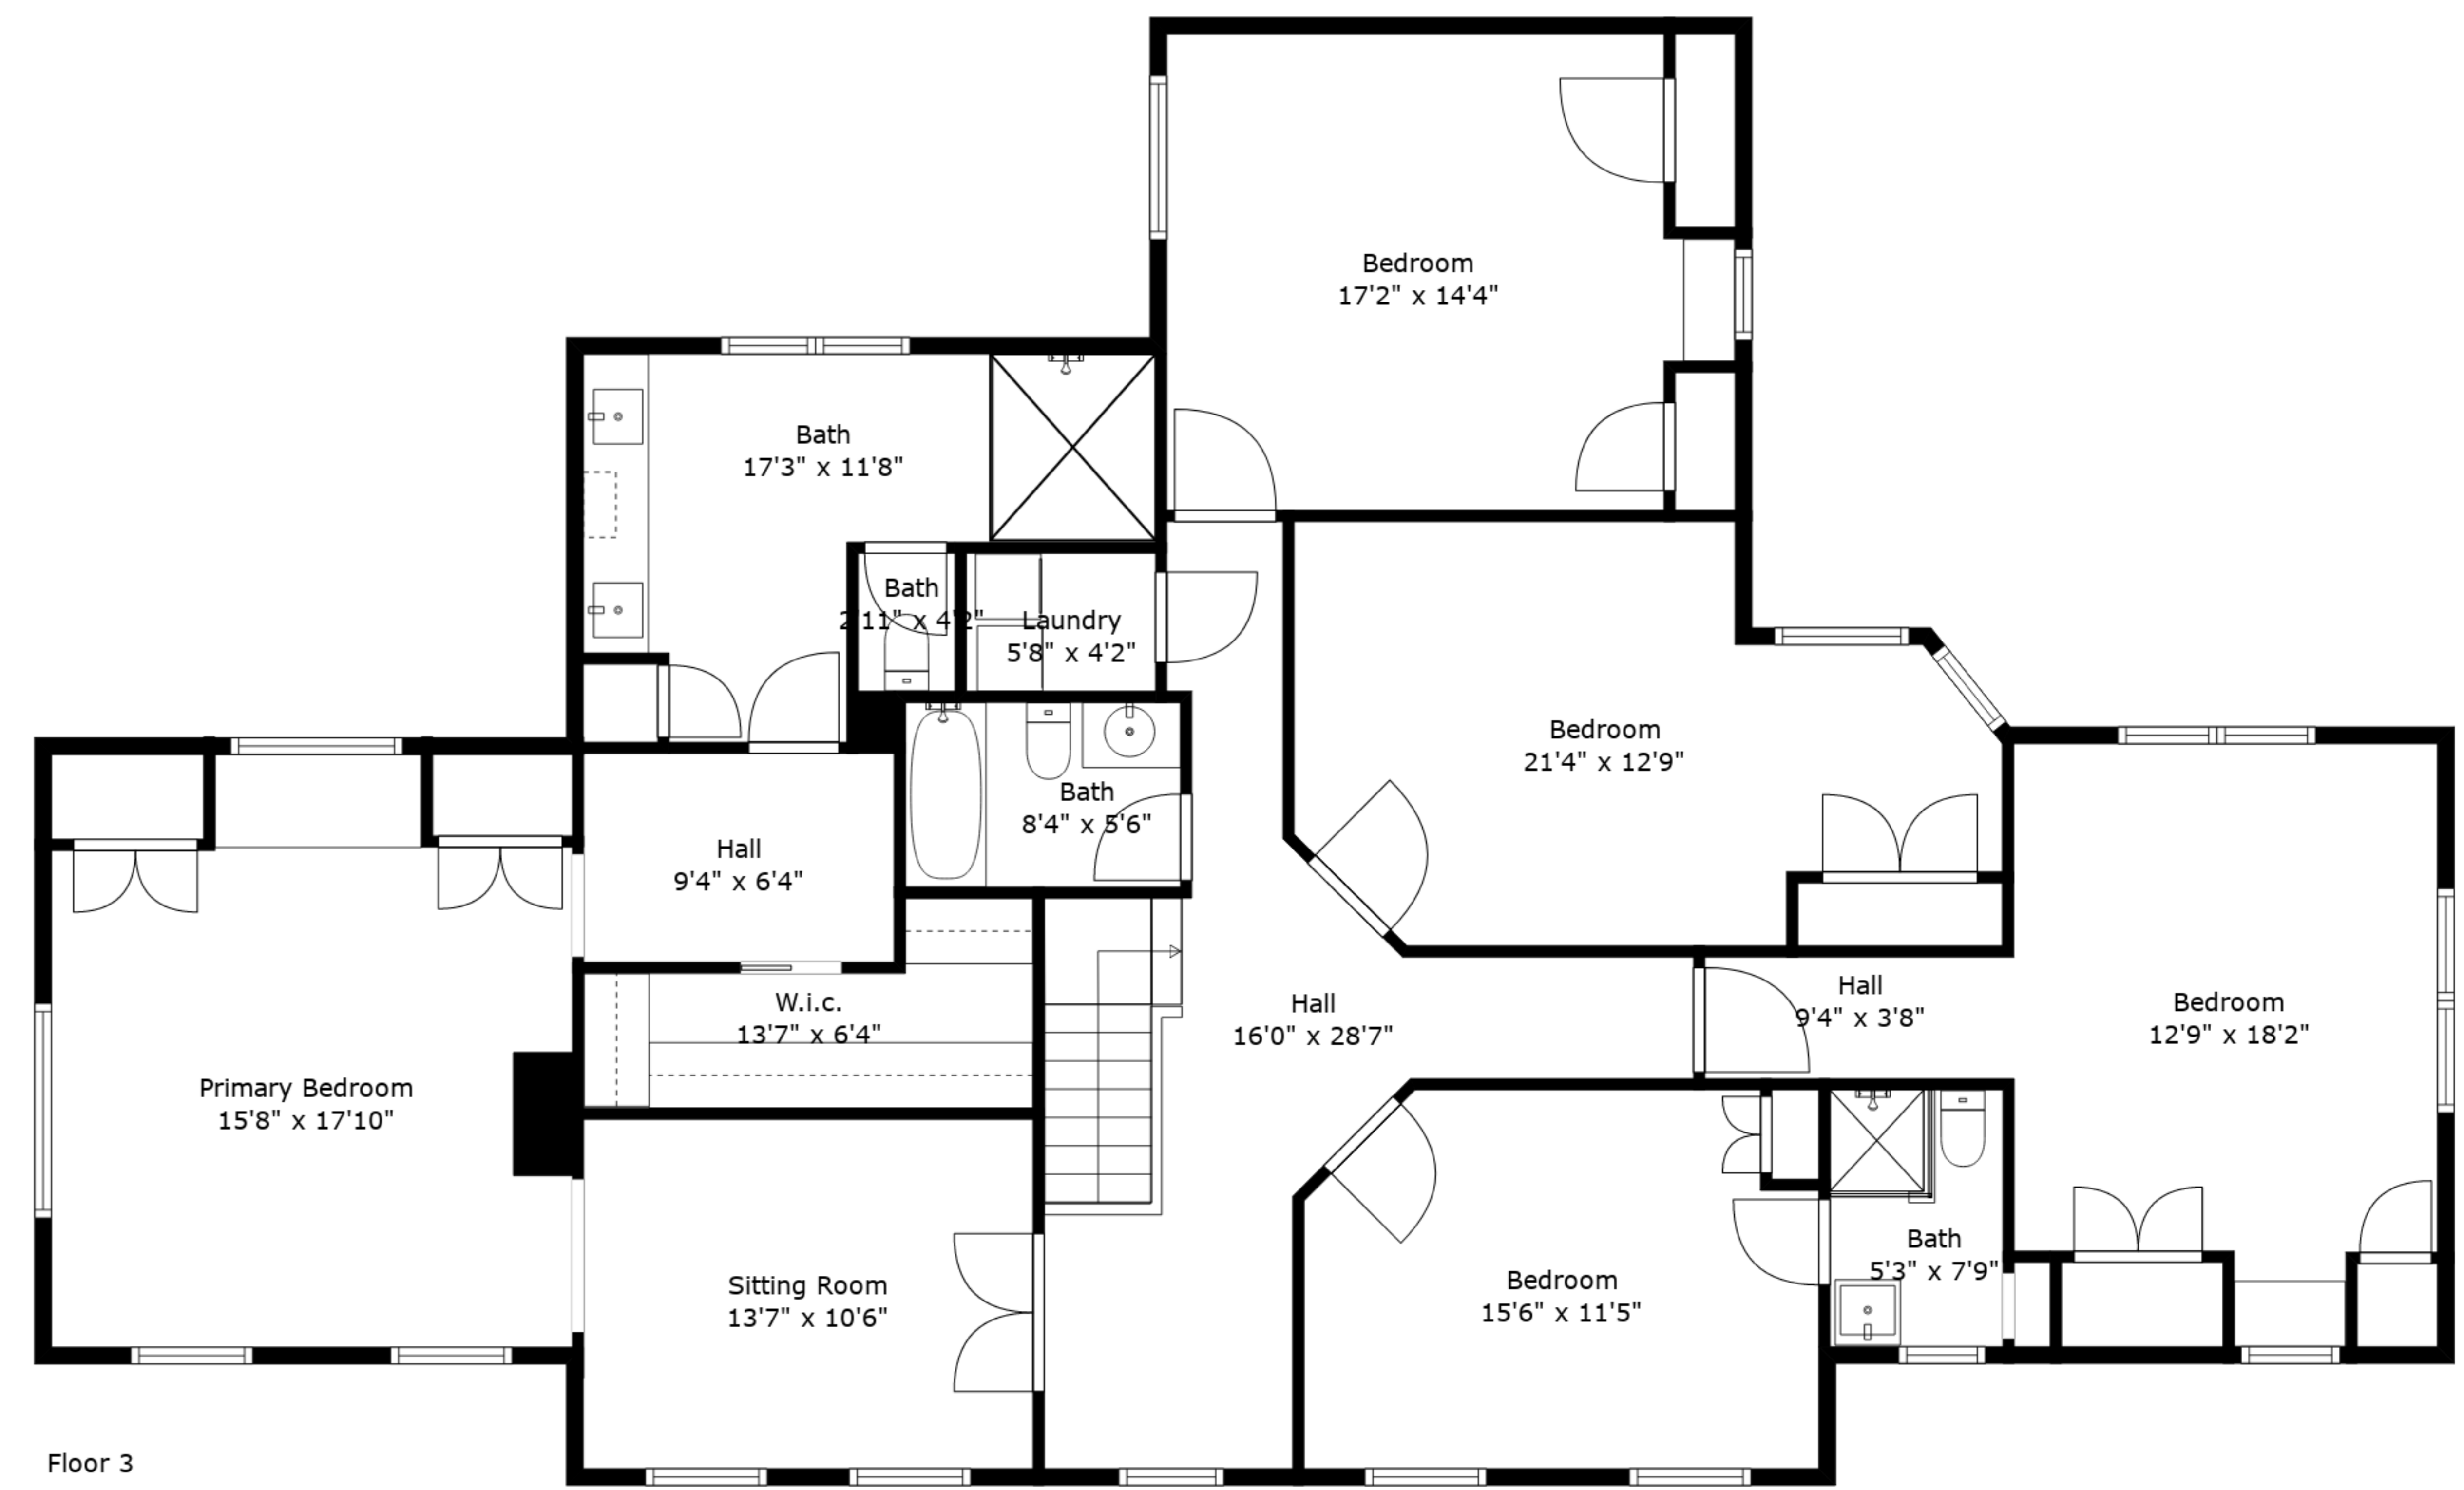 Bedroom
17'2" x 14'4"
Bath
17'3" x 11'8"
Bath
2'11" x 4'2"
Laundry
5'8" x 4'2"
Bedroom
21'4" x 12'9"
Bath
8'4" x 5'6"
Hall
9'4" x 6'4"
W.i.c.
13'7" x 6'4"
Hall
16'0" x 28'7"
Hall
9'4" x 3'8"
Bedroom
12'9" x 18'2"
Primary Bedroom
15'8" x 17'10"
Sitting Room
13'7" x 10'6"
Bedroom
15'6" x 11'5"
Bath
5'3" x 7'9"
Floor 3